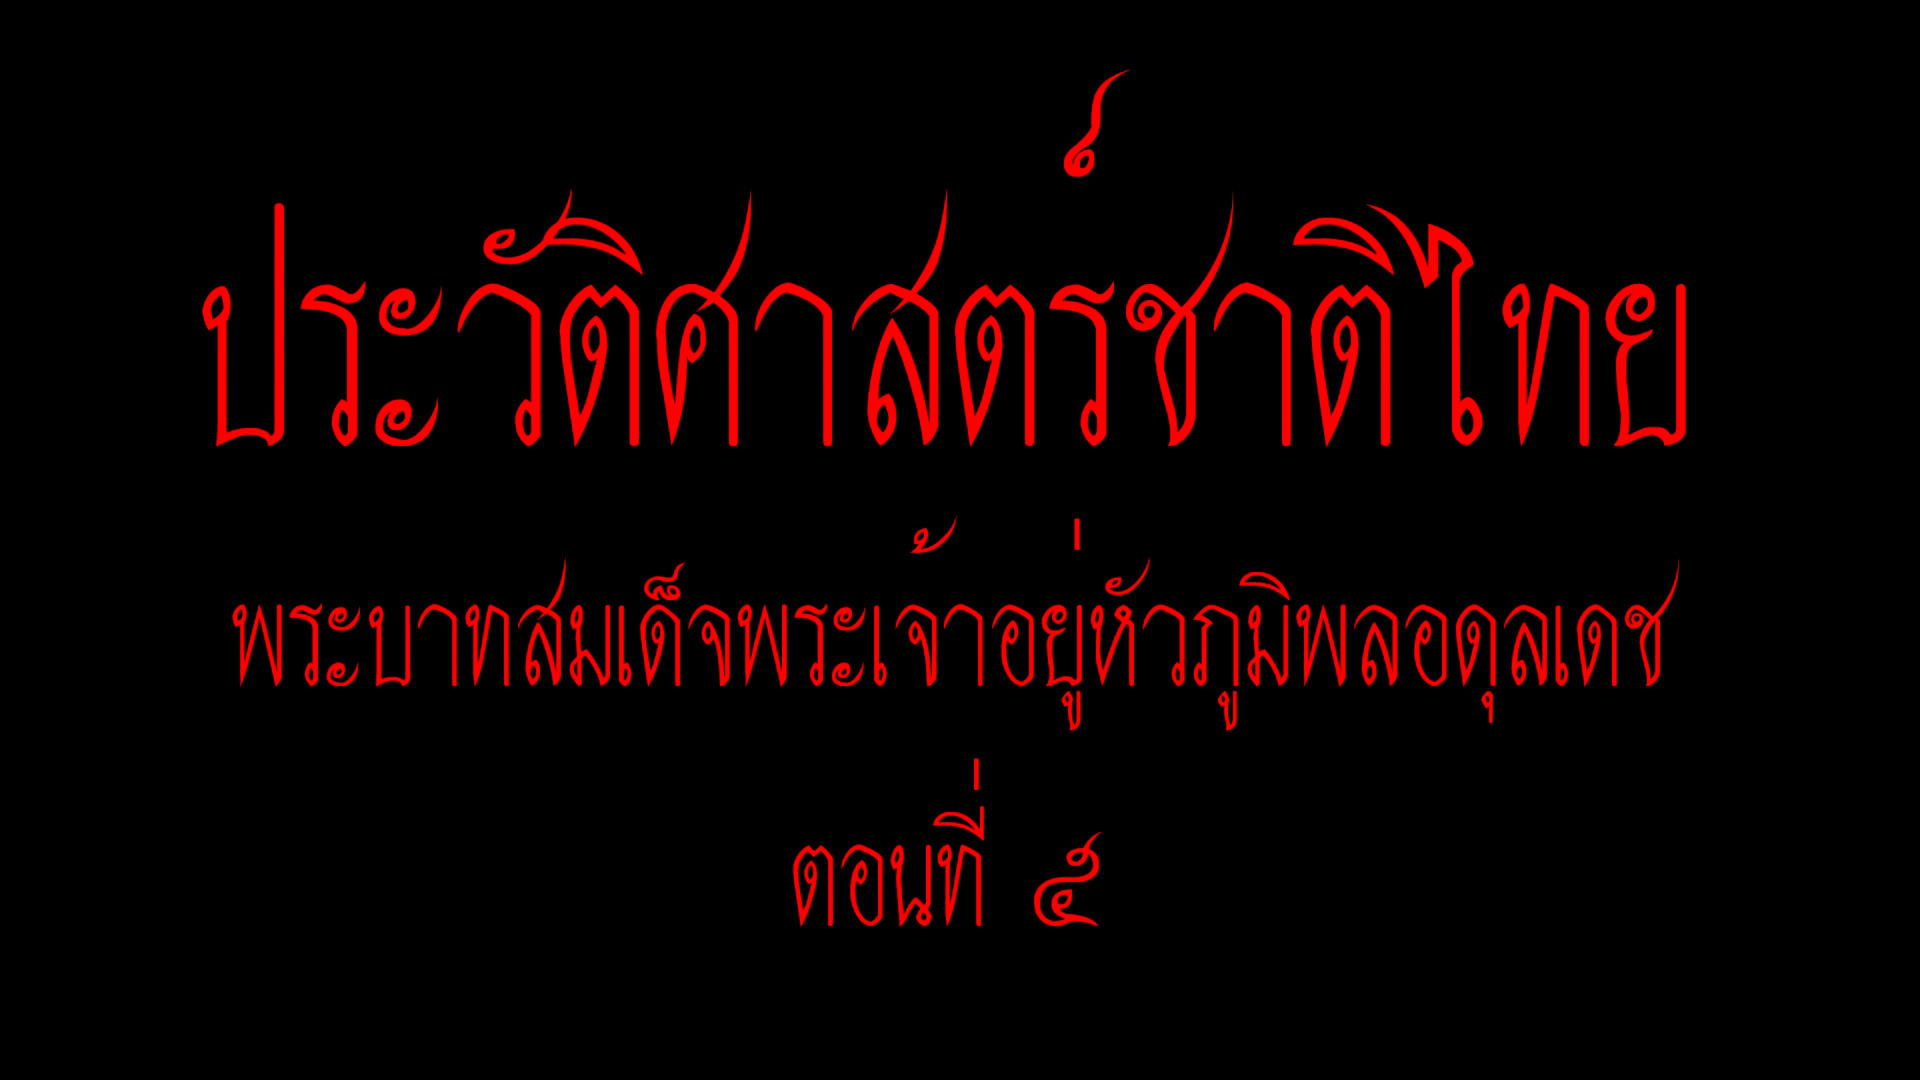 ประวัติศาสตร์ชาติไทย
พระบาทสมเด็จพระเจ้าอยู่หัวภูมิพลอดุลเดช
ตอนที่ ๕